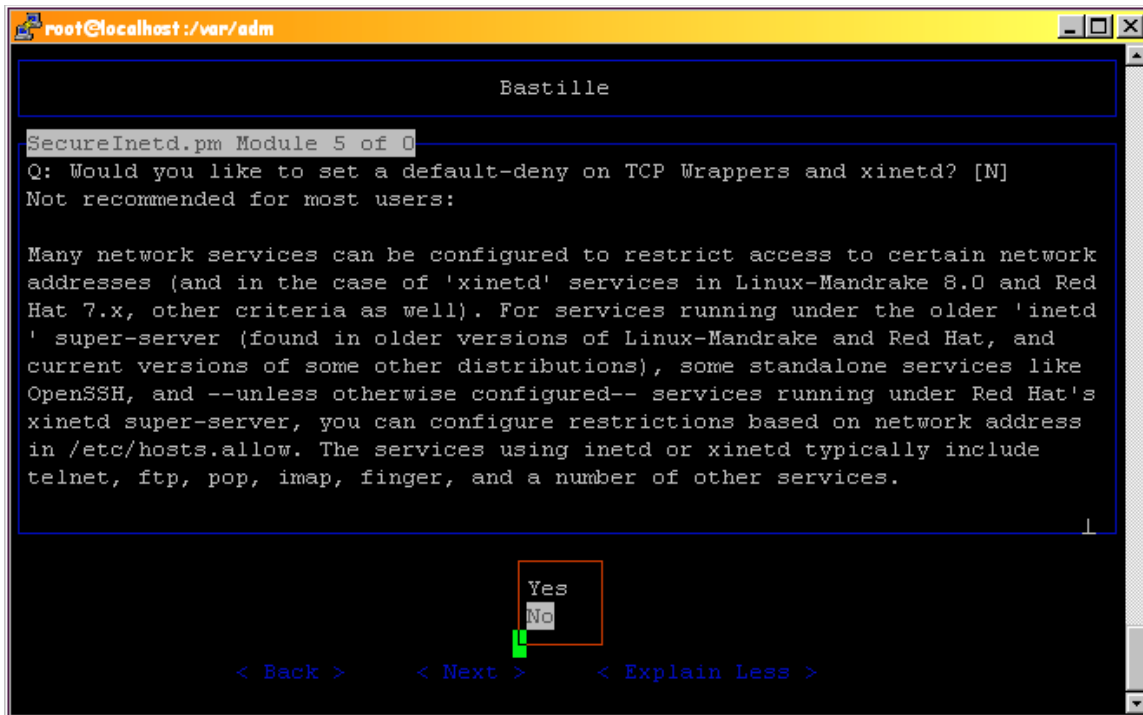 root@localhost:/var/adm
Bastille
SecureInetd.pm Module 5 of 0
Q: Would you like to set a default-deny on TCP Wrappers and xinetd? [N]
Not recommended for most users:
Many network services can be configured to restrict access to certain network
addresses (and in the case of 'xinetd' services in Linux-Mandrake 8.0 and Red
Hat 7.x, other criteria as well). For services running under the older 'inetd
' super-server (found in older versions of Linux-Mandrake and Red Hat, and
current versions of some other distributions), some standalone services like
OpenSSH, and --unless otherwise configured-- services running under Red Hat's
xinetd super-server, you can configure restrictions based on network address
in /etc/hosts.allow. The services using inetd or xinetd typically include
telnet, ftp, pop, imap, finger, and a number of other services.
Yes
No
< Back > < Next > < Explain Less >